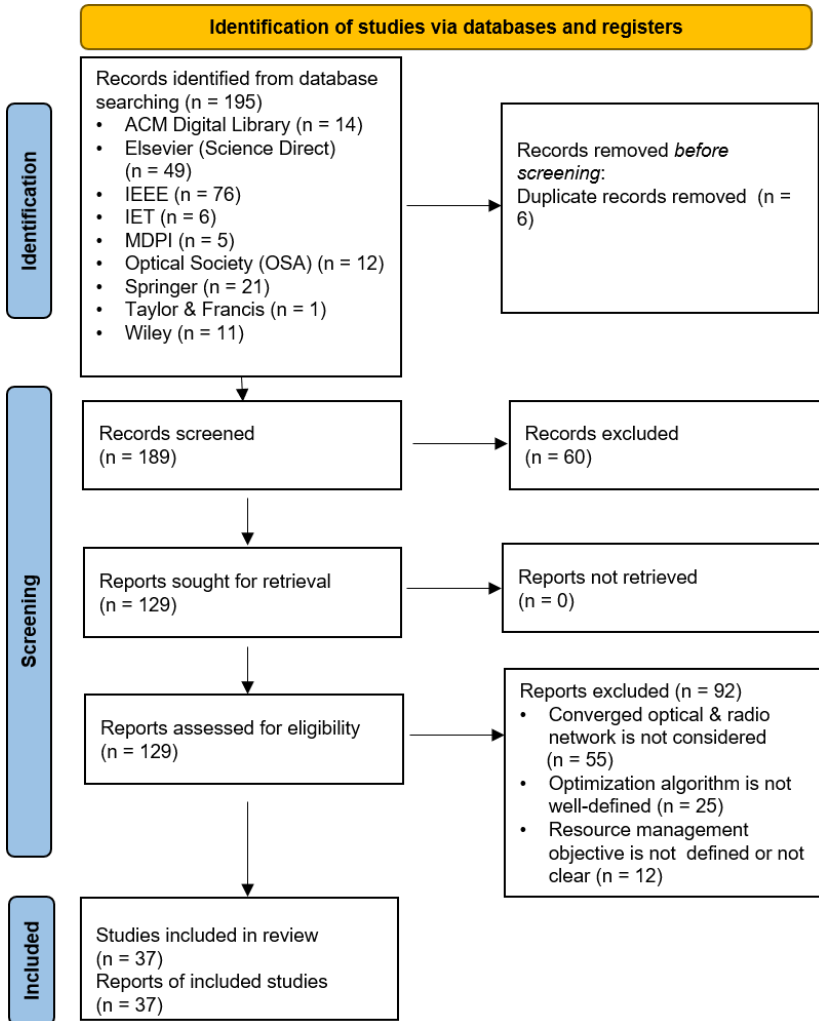 Identification of studies via databases and registers
Identification
Records identified from database
searching (n = 195)
• ACM Digital Library (n = 14)
• Elsevier (Science Direct)
(n = 49)
• IEEE (n = 76)
• IET (n = 6)
• MDPI (n = 5)
• Optical Society (OSA) (n = 12)
• Springer (n = 21)
• Taylor & Francis (n = 1)
• Wiley (n = 11)
Records removed before
screening:
Duplicate records removed (n =
6)
Screening
Records screened
(n = 189)
Records excluded
(n = 60)
Reports sought for retrieval
(n = 129)
Reports not retrieved
(n = 0)
Reports assessed for eligibility
(n = 129)
Reports excluded (n = 92)
• Converged optical & radio
network is not considered
(n = 55)
• Optimization algorithm is not
well-defined (n = 25)
• Resource management
objective is not defined or not
clear (n = 12)
Included
Studies included in review
(n = 37)
Reports of included studies
(n = 37)